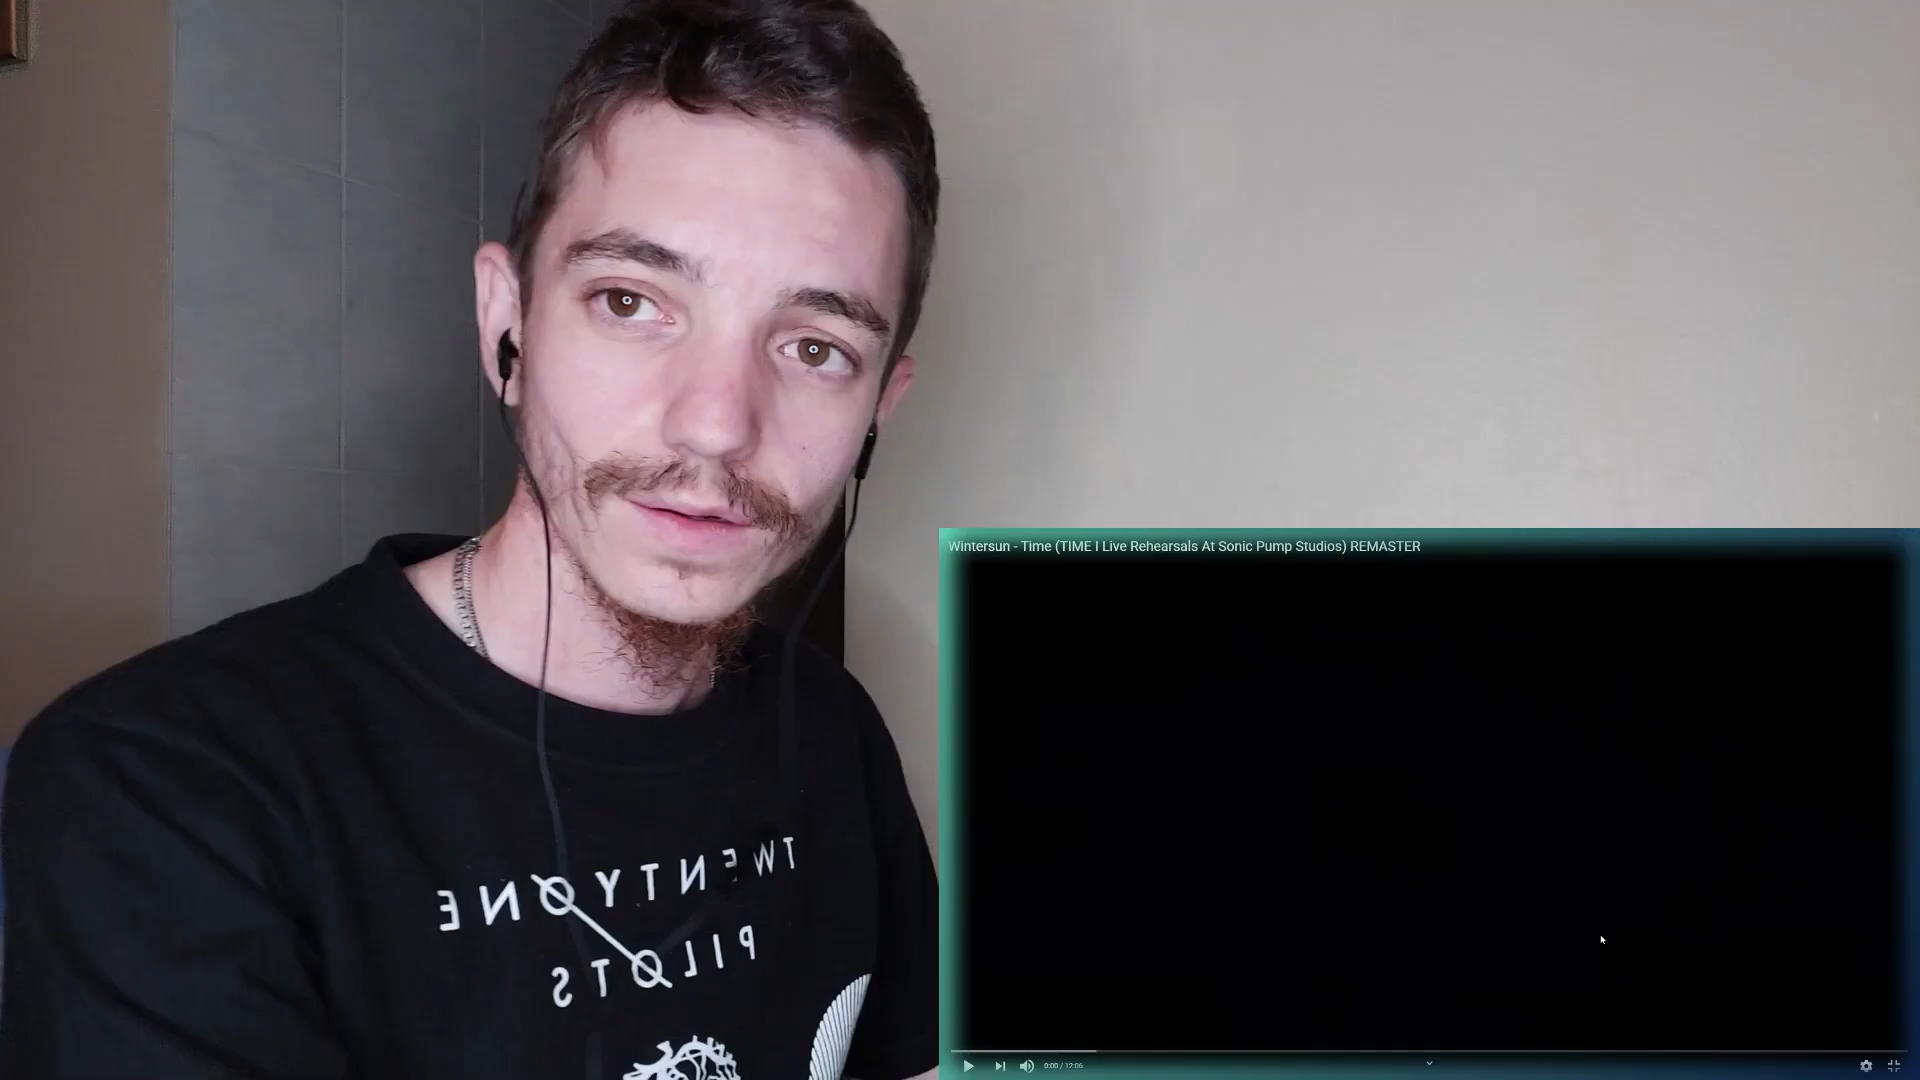 TWENTY ONE
PILOTS
Wintersun - Time (TIME I Live Rehearsals At Sonic Pump Studios) REMASTER
0:00 / 12:06